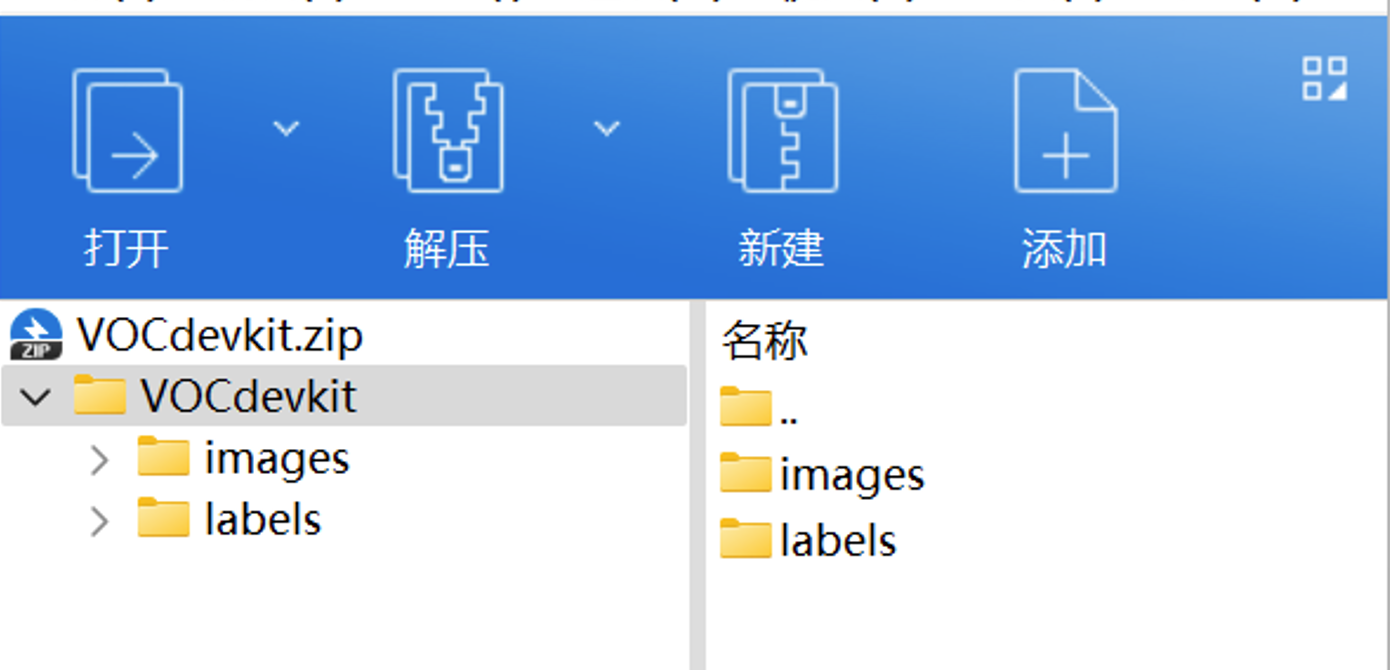 打开 解压 新建 添加
VOCdevkit.zip
VOCdevkit
images
labels
名称
..
images
labels
ZIP